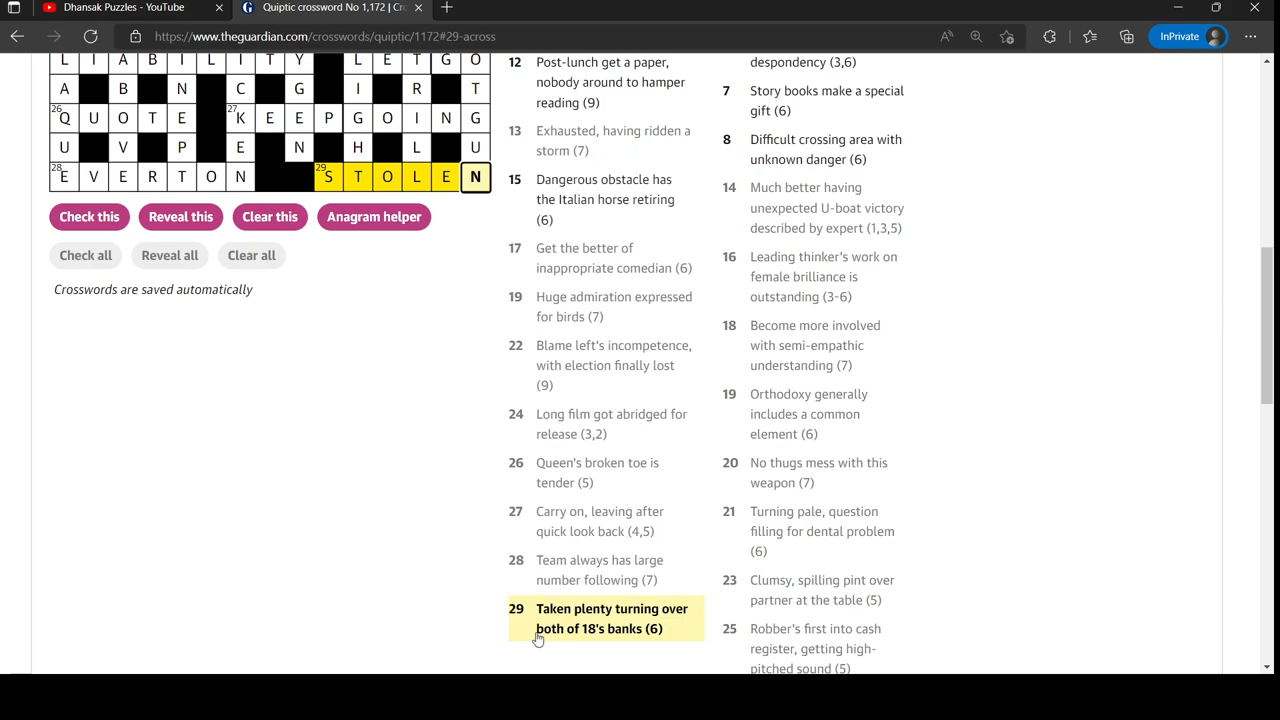 Dhansak Puzzles - YouTube
Quiptic crossword No 1,172 | Cr
https://www.theguardian.com/crosswords/quiptic/1172#29-across
InPrivate
L I A B I L I T Y L E T G O
A B N C G I R T
26 Q U O T E 27 K E E P G O I N G
U V P E N H L U
28 E V E R T O N 29 S T O L E N
Check this
Reveal this
Clear this
Anagram helper
Check all
Reveal all
Clear all
Crosswords are saved automatically
12 Post-lunch get a paper,
nobody around to hamper
reading (9)
13 Exhausted, having ridden a
storm (7)
15 Dangerous obstacle has
the Italian horse retiring
(6)
17 Get the better of
inappropriate comedian (6)
19 Huge admiration expressed
for birds (7)
22 Blame left's incompetence,
with election finally lost
(9)
24 Long film got abridged for
release (3,2)
26 Queen's broken toe is
tender (5)
27 Carry on, leaving after
quick look back (4,5)
28 Team always has large
number following (7)
29 Taken plenty turning over
both of 18's banks (6)
despondency (3,6)
7 Story books make a special
gift (6)
8 Difficult crossing area with
unknown danger (6)
14 Much better having
unexpected U-boat victory
described by expert (1,3,5)
16 Leading thinker's work on
female brilliance is
outstanding (3-6)
18 Become more involved
with semi-empathic
understanding (7)
19 Orthodoxy generally
includes a common
element (6)
20 No thugs mess with this
weapon (7)
21 Turning pale, question
filling for dental problem
(6)
23 Clumsy, spilling pint over
partner at the table (5)
25 Robber's first into cash
register, getting high-
pitched sound (5)